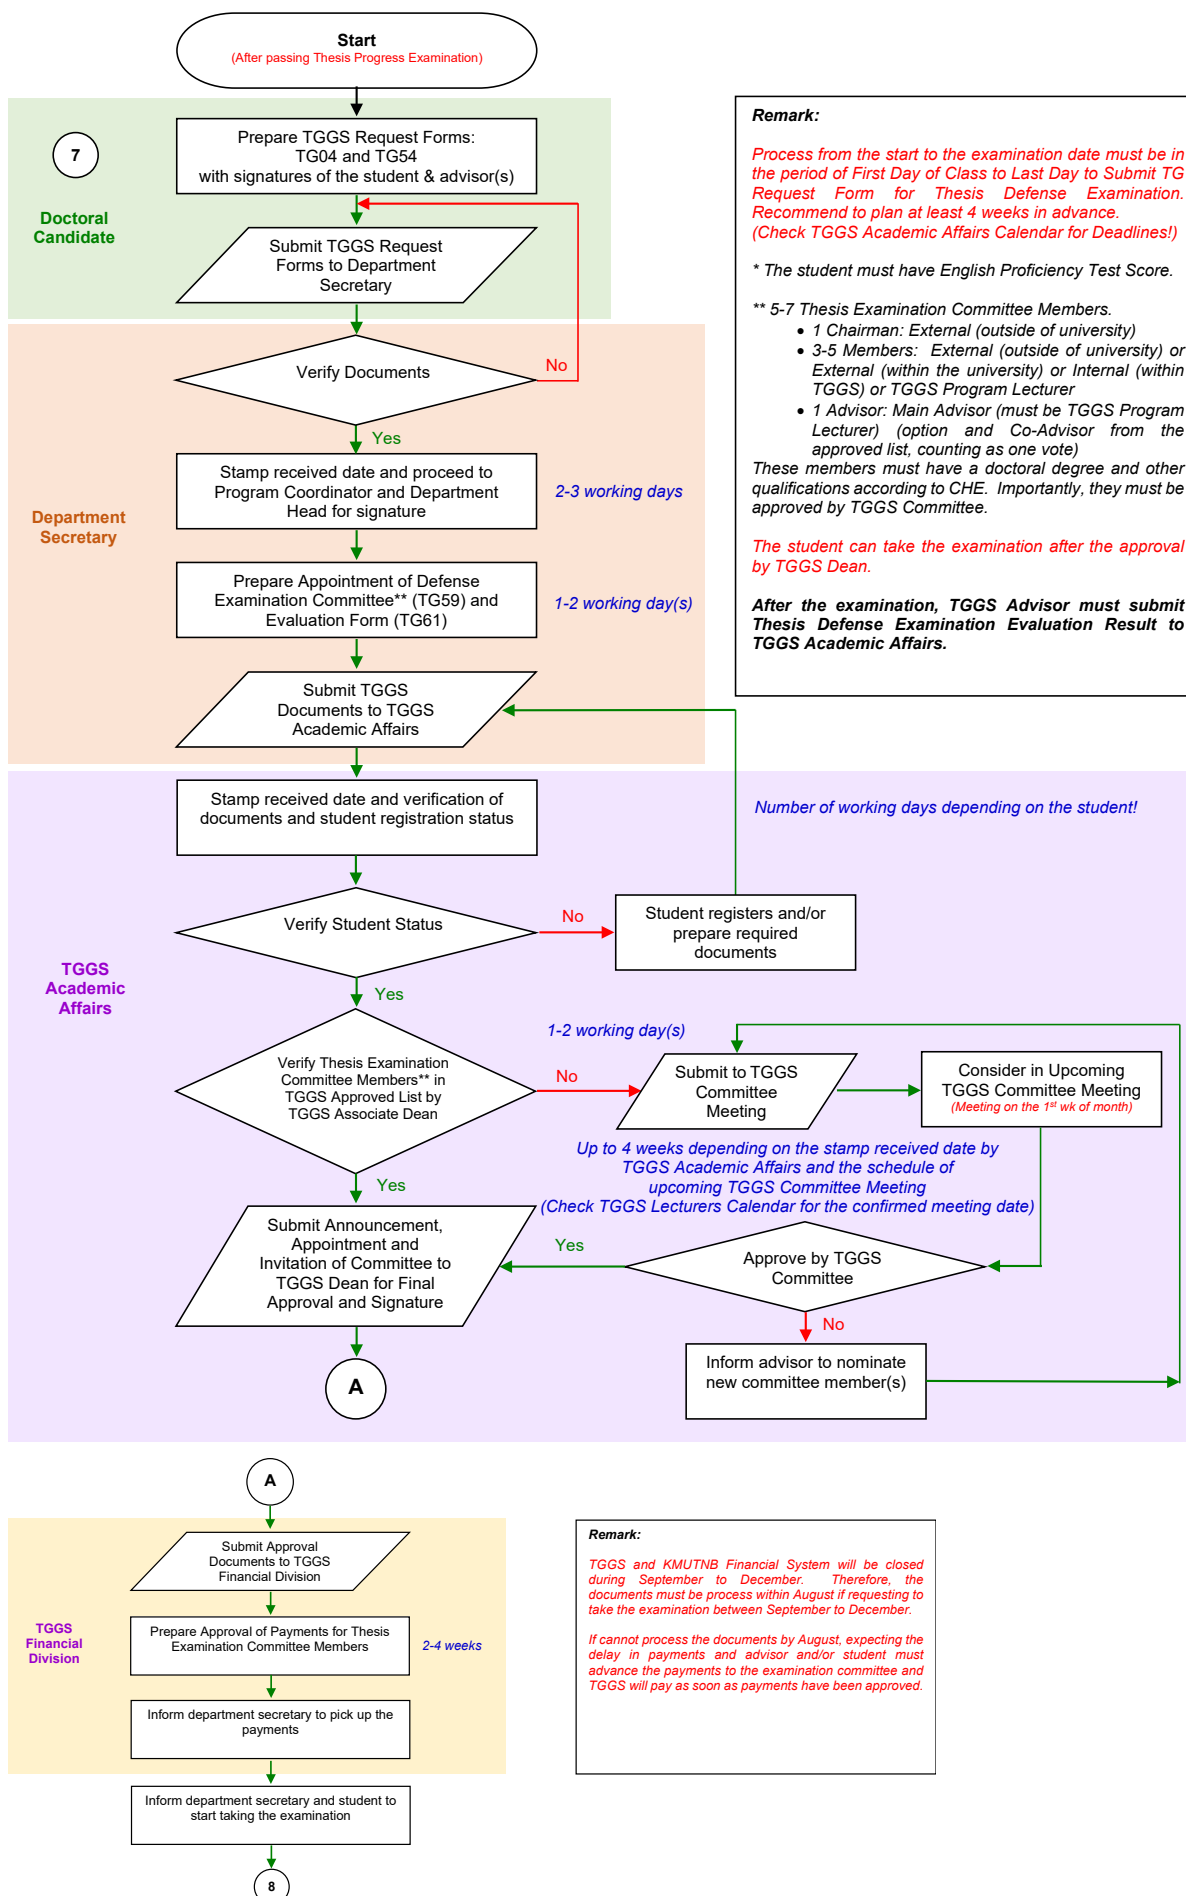 Start
(After passing Thesis Progress Examination)
7
Doctoral
Candidate
Prepare TGGS Request Forms:
TG04 and TG54
with signatures of the student & advisor(s)
Submit TGGS Request
Forms to Department
Secretary
Verify Documents
No
Yes
Department
Secretary
Stamp received date and proceed to
Program Coordinator and Department
Head for signature
2-3 working days
Prepare Appointment of Defense
Examination Committee** (TG59) and
Evaluation Form (TG61)
1-2 working day(s)
Submit TGGS
Documents to TGGS
Academic Affairs
Remark:
Process from the start to the examination date must be in
the period of First Day of Class to Last Day to Submit TG
Request Form for Thesis Defense Examination.
Recommend to plan at least 4 weeks in advance.
(Check TGGS Academic Affairs Calendar for Deadlines!)
* The student must have English Proficiency Test Score.
** 5-7 Thesis Examination Committee Members.
• 1 Chairman: External (outside of university)
• 3-5 Members: External (outside of university) or
External (within the university) or Internal (within
TGGS) or TGGS Program Lecturer
• 1 Advisor: Main Advisor (must be TGGS Program
Lecturer) (option and Co-Advisor from the
approved list, counting as one vote)
These members must have a doctoral degree and other
qualifications according to CHE. Importantly, they must be
approved by TGGS Committee.
The student can take the examination after the approval
by TGGS Dean.
After the examination, TGGS Advisor must submit
Thesis Defense Examination Evaluation Result to
TGGS Academic Affairs.
TGGS
Academic
Affairs
Stamp received date and verification of
documents and student registration status
Number of working days depending on the student!
Verify Student Status
No
Student registers and/or
prepare required
documents
Yes
1-2 working day(s)
Verify Thesis Examination
Committee Members** in
TGGS Approved List by
TGGS Associate Dean
No
Submit to TGGS
Committee
Meeting
Consider in Upcoming
TGGS Committee Meeting
(Meeting on the 1st wk of month)
Up to 4 weeks depending on the stamp received date by
TGGS Academic Affairs and the schedule of
upcoming TGGS Committee Meeting
(Check TGGS Lecturers Calendar for the confirmed meeting date)
Yes
Submit Announcement,
Appointment and
Invitation of Committee to
TGGS Dean for Final
Approval and Signature
Yes
Approve by TGGS
Committee
No
Inform advisor to nominate
new committee member(s)
A
A
TGGS
Financial
Division
Submit Approval
Documents to TGGS
Financial Division
Prepare Approval of Payments for Thesis
Examination Committee Members
2-4 weeks
Inform department secretary to pick up the
payments
Inform department secretary and student to
start taking the examination
8
Remark:
TGGS and KMUTNB Financial System will be closed
during September to December. Therefore, the
documents must be process within August if requesting to
take the examination between September to December.
If cannot process the documents by August, expecting the
delay in payments and advisor and/or student must
advance the payments to the examination committee and
TGGS will pay as soon as payments have been approved.